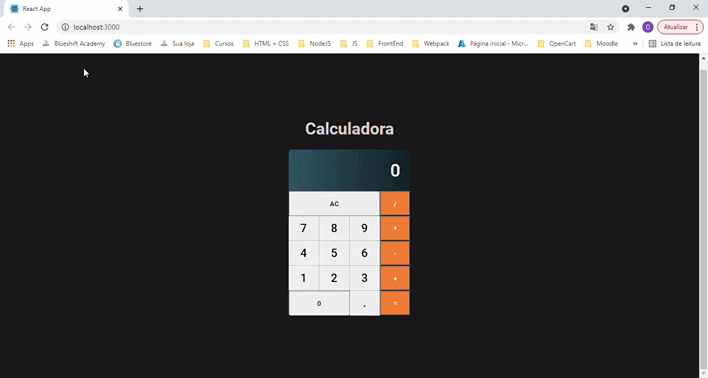 React App
localhost:3000
C
Atualizar
Apps Blueshift Academy Bluestore Sua loja Cursos HTML + CSS NodeJS JS FrontEnd Webpack Página inicial - Micr... OpenCart Moodle » Lista de leitura
Calculadora
0
AC /
7 8 9 *
4 5 6 -
1 2 3 +
0 . =